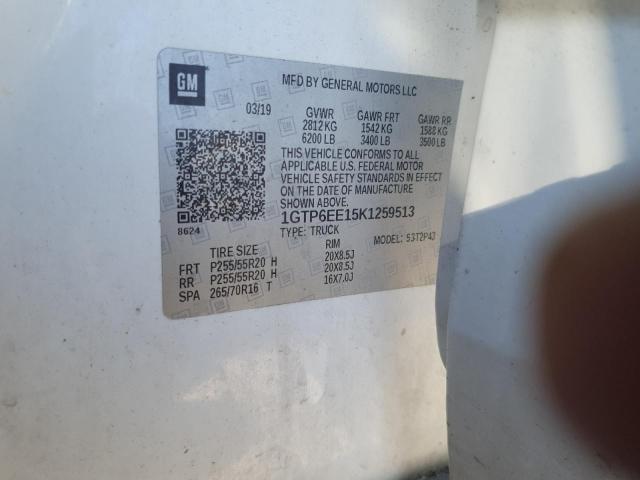 GM
MFD BY GENERAL MOTORS LLC
03/19 GVWR GAWR FRT GAWR RR
2812 KG 1542 KG 1588 KG
6200 LB 3400 LB 3500 LB
THIS VEHICLE CONFORMS TO ALL
APPLICABLE U.S. FEDERAL MOTOR
VEHICLE SAFETY STANDARDS IN EFFECT
ON THE DATE OF MANUFACTURE
SHOWN ABOVE.
1GTP6EE15K1259513
8624
TYPE: TRUCK MODEL: 53T2P43
TIRE SIZE RIM
FRT P255/55R20 H 20X8.5J
RR P255/55R20 H 20X8.5J
SPA 265/70R16 T 16X7.0J